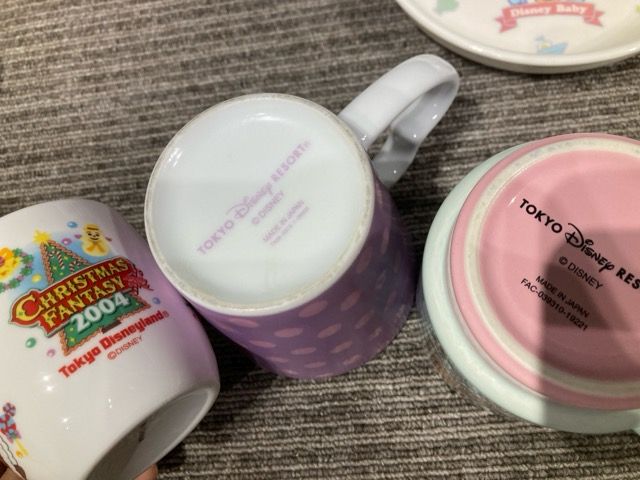 Disney Baby
CHRISTMAS
FANTASY
2004
Tokyo Disneyland®
©DISNEY
TOKYO Disney RESORT®
© DISNEY
MADE IN JAPAN
TOKYO Disney RESO
© DISNEY
MADE IN JAPAN
FAC-039310-19221